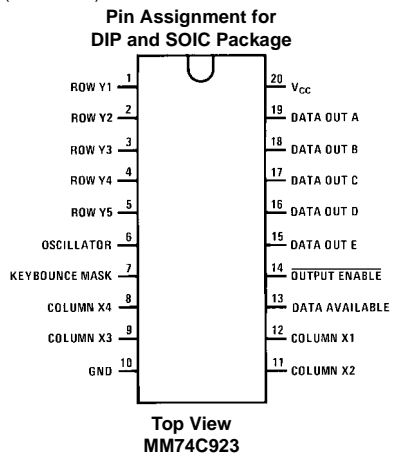 Pin Assignment for
DIP and SOIC Package
ROW Y1 1
20 VCC
ROW Y2 2
19 DATA OUT A
ROW Y3 3
18 DATA OUT B
ROW Y4 4
17 DATA OUT C
ROW Y5 5
16 DATA OUT D
OSCILLATOR 6
15 DATA OUT E
KEYBOUNCE MASK 7
14 OUTPUT ENABLE
COLUMN X4 8
13 DATA AVAILABLE
COLUMN X3 9
12 COLUMN X1
GND 10
11 COLUMN X2
Top View
MM74C923